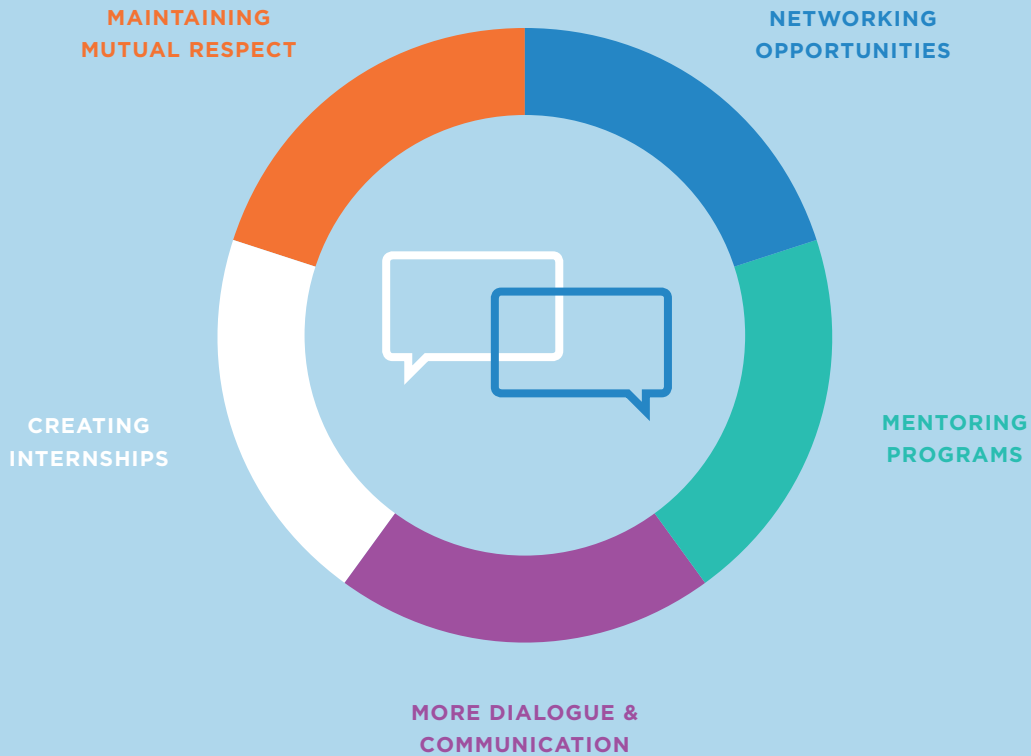 MAINTAINING
MUTUAL RESPECT
NETWORKING
OPPORTUNITIES
CREATING
INTERNSHIPS
MENTORING
PROGRAMS
MORE DIALOGUE &
COMMUNICATION